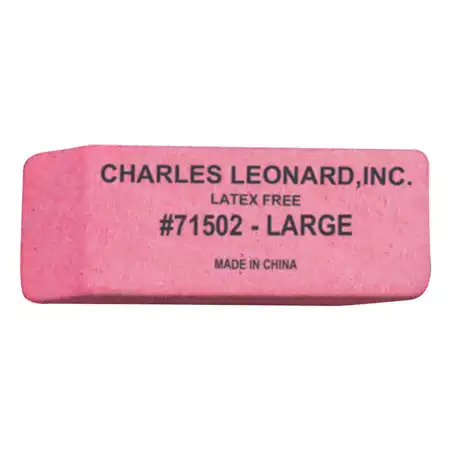 CHARLES LEONARD,INC.
LATEX FREE
#71502 - LARGE
MADE IN CHINA